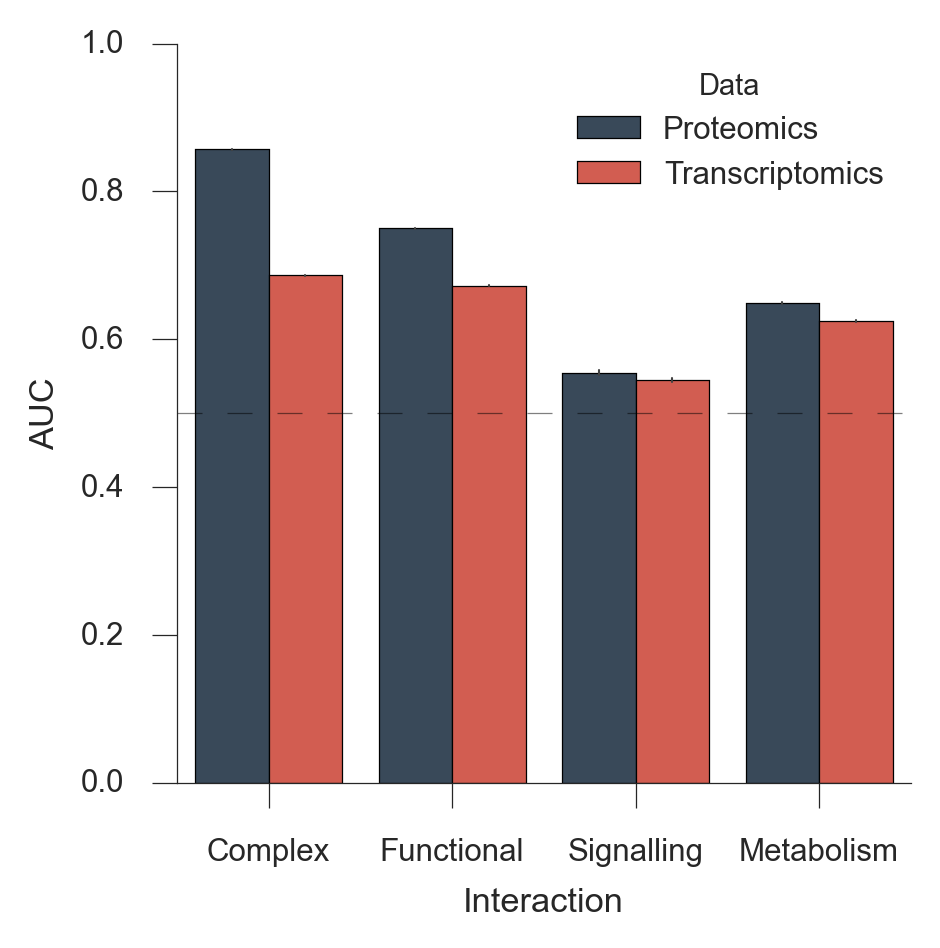 1.0
0.8
0.6
0.4
0.2
0.0
AUC
Data
Proteomics
Transcriptomics
Complex
Functional
Signalling
Metabolism
Interaction